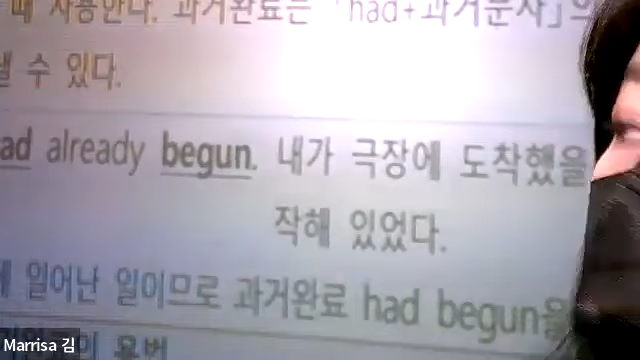 때 사용한다. 과거완료는 「had+과거분사」의
낼 수 있다.
ad already begun. 내가 극장에 도착했을
작해 있었다.
일어난 일이므로 과거완료 had begun을
Marrisa 김